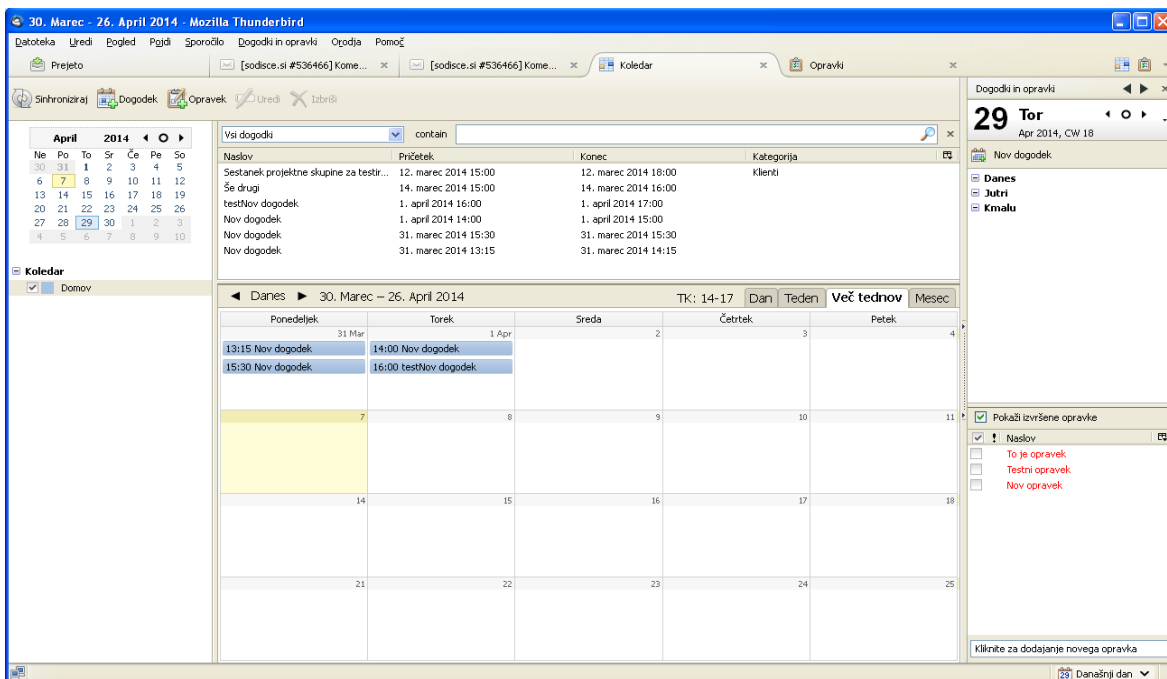 30. Marec - 26. April 2014 - Mozilla Thunderbird
Datoteka Uredi Pogled Pojdi Sporočilo Dogodki in opravki Orodja Pomoč
Prejeto [sodisce.si #536466] Kome... [sodisce.si #536466] Kome... Koledar Opravki
Sinhroniziraj Dogodek Opravek Uredi Izbriši
April 2014
Ne Po To Sr Če Pe So
30 31 1 2 3 4 5
6 7 8 9 10 11 12
13 14 15 16 17 18 19
20 21 22 23 24 25 26
27 28 29 30 1 2 3
4 5 6 7 8 9 10
Koledar
Domov
Vsi dogodki contain
Naslov Pričetek Konec Kategorija
Sestanek projektne skupine za testir... 12. marec 2014 15:00 12. marec 2014 18:00 Klienti
Še drugi 14. marec 2014 15:00 14. marec 2014 16:00
testNov dogodek 1. april 2014 16:00 1. april 2014 17:00
Nov dogodek 1. april 2014 14:00 1. april 2014 15:00
Nov dogodek 31. marec 2014 15:30 31. marec 2014 15:30
Nov dogodek 31. marec 2014 13:15 31. marec 2014 14:15
Danes 30. Marec – 26. April 2014 TK: 14-17 Dan Teden Več tednov Mesec
Ponedeljek Torek Sreda Četrtek Petek
31 Mar 1 Apr 2 3 4
13:15 Nov dogodek 14:00 Nov dogodek
15:30 Nov dogodek 16:00 testNov dogodek
7 8 9 10 11
14 15 16 17 18
21 22 23 24 25
Dogodki in opravki
29 Tor
Apr 2014, CW 18
Nov dogodek
Danes
Jutri
Kmalu
Pokaži izvršene opravke
! Naslov
To je opravek
Testni opravek
Nov opravek
Kliknite za dodajanje novega opravka
29 Današnji dan